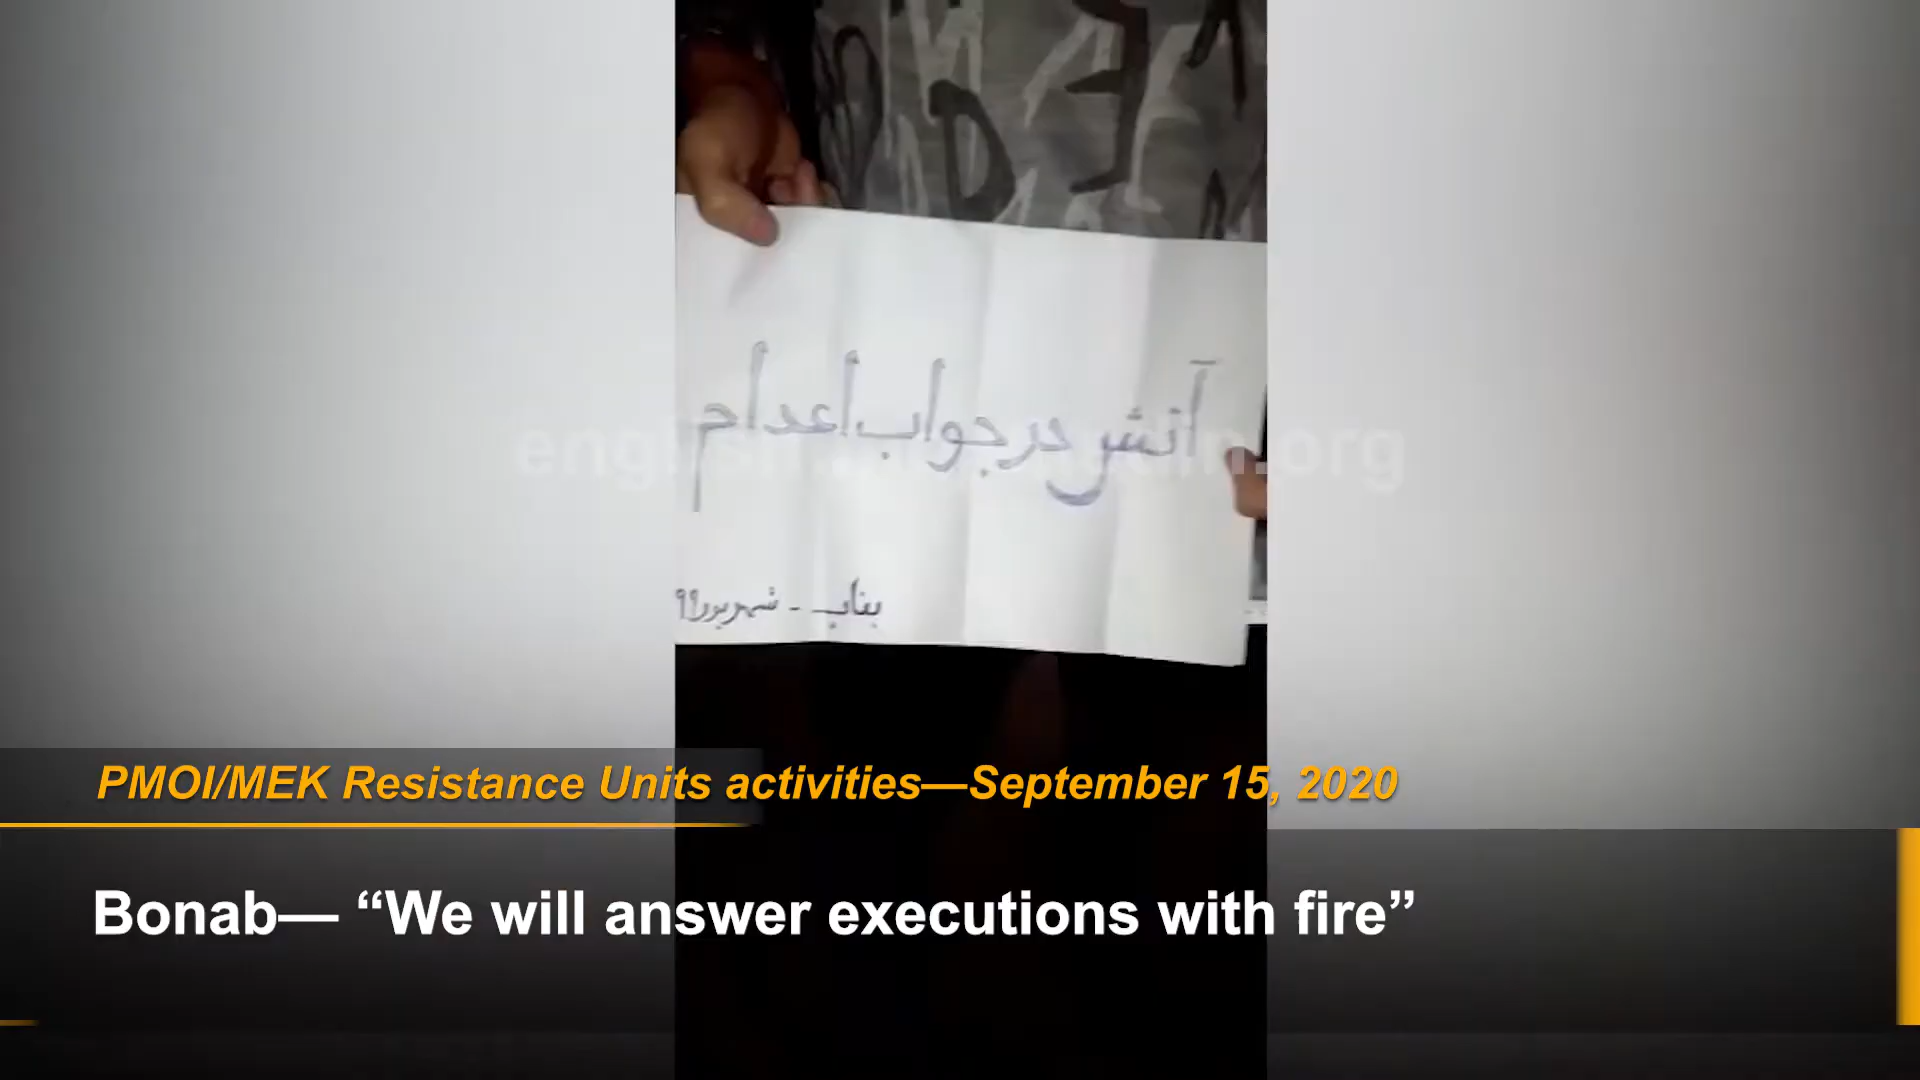 آتش در جواب أعدام
بناب - شهریور ۹۹
PMOI/MEK Resistance Units activities—September 15, 2020
Bonab— “We will answer executions with fire”